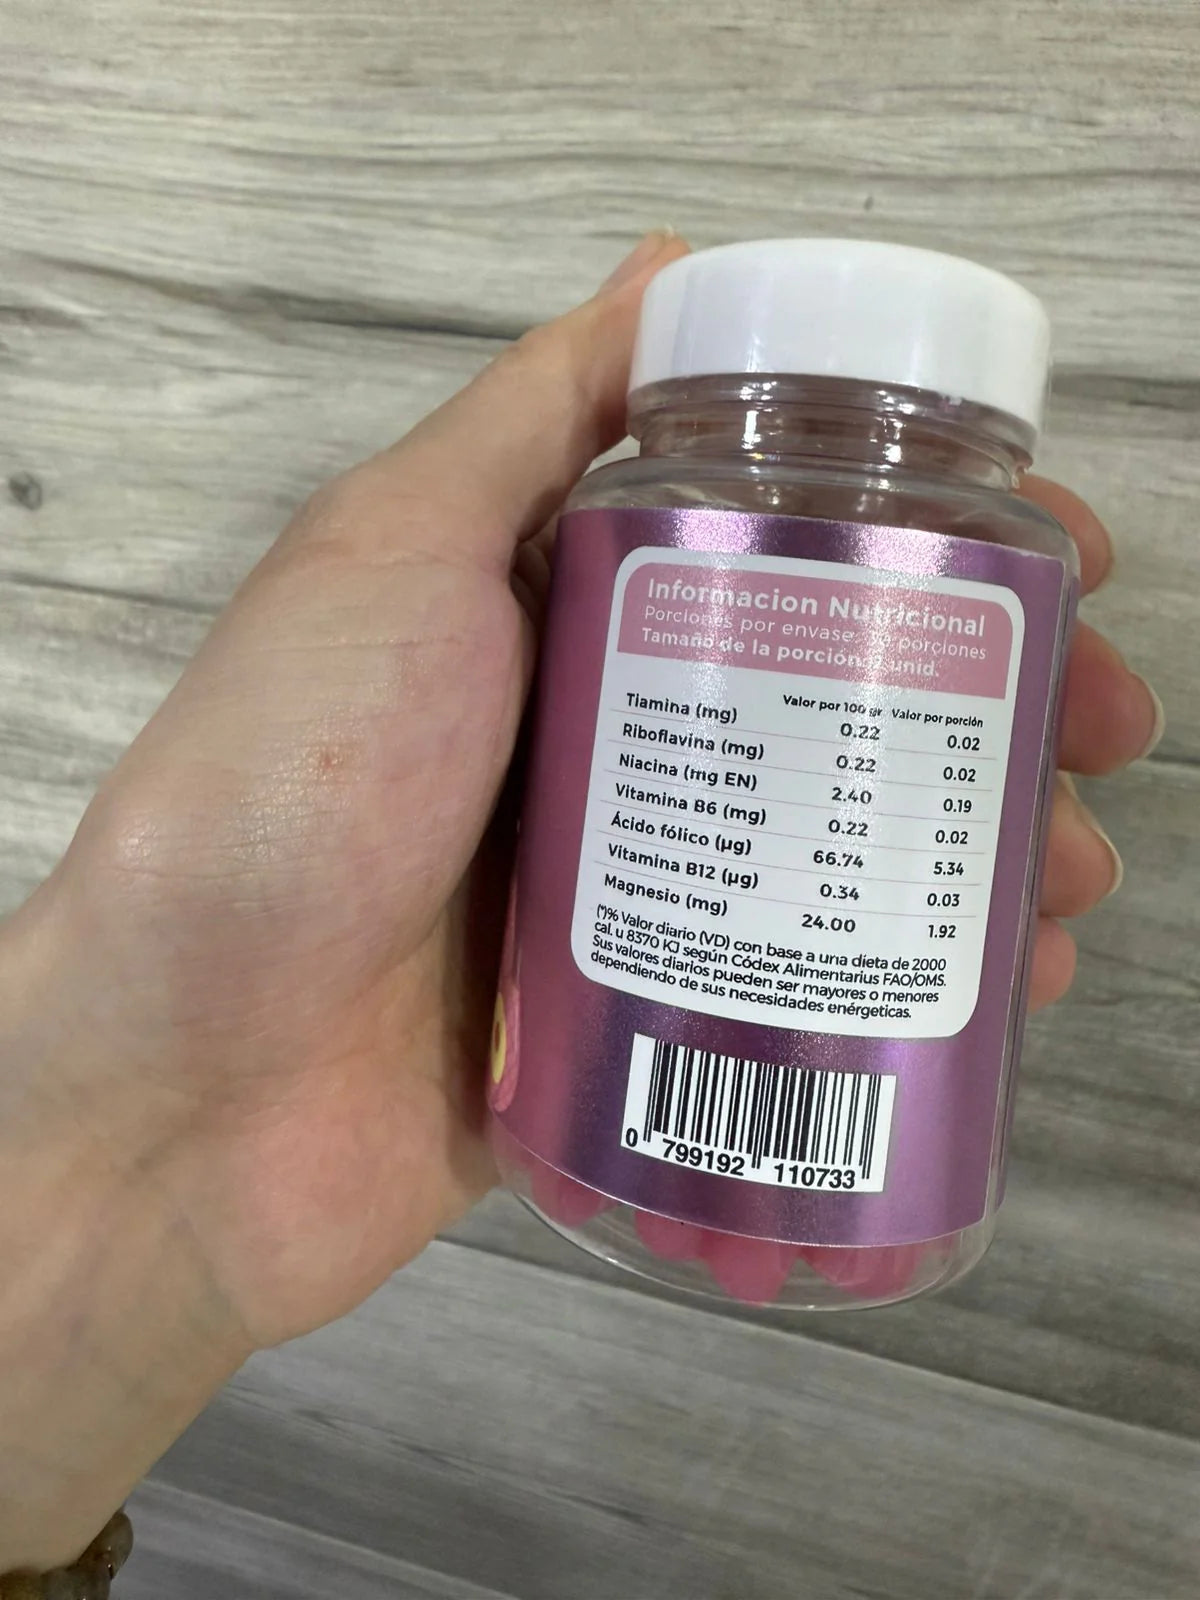 Informacion Nutricional
Porciones por envase: porciones
Tamaño de la porción: unid.
Valor por 100 gr Valor por porción
Tiamina (mg) 0.22 0.02
Riboflavina (mg) 0.22 0.02
Niacina (mg EN) 2.40 0.19
Vitamina B6 (mg) 0.22 0.02
Ácido fólico (µg) 66.74 5.34
Vitamina B12 (µg) 0.34 0.03
Magnesio (mg) 24.00 1.92
(*)% Valor diario (VD) con base a una dieta de 2000
cal. u 8370 KJ según Códex Alimentarius FAO/OMS.
Sus valores diarios pueden ser mayores o menores
dependiendo de sus necesidades enérgeticas.
0 799192 110733